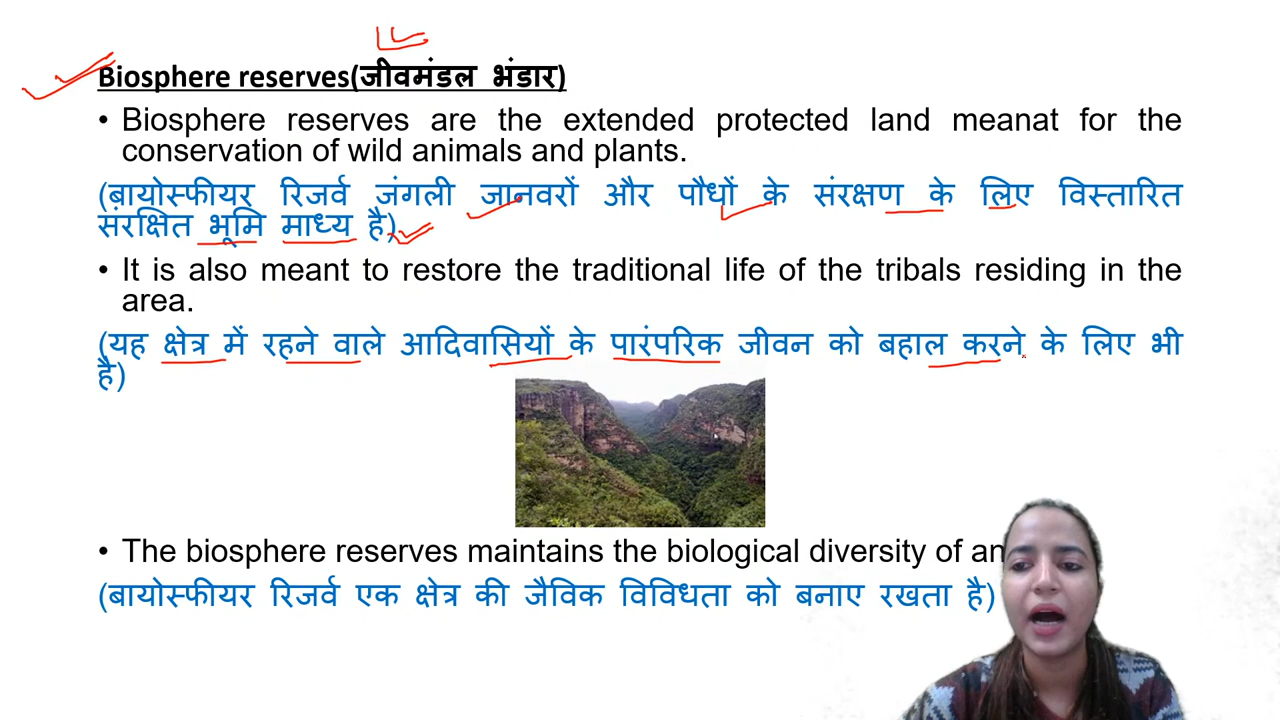 Biosphere reserves(जीवमंडल भंडार)
• Biosphere reserves are the extended protected land meanat for the
conservation of wild animals and plants.
(बायोस्फीयर रिजर्व जंगली जानवरों और पौधों के संरक्षण के लिए विस्तारित
संरक्षित भूमि माध्य है)
• It is also meant to restore the traditional life of the tribals residing in the
area.
(यह क्षेत्र में रहने वाले आदिवासियों के पारंपरिक जीवन को बहाल करने के लिए भी
है)
• The biosphere reserves maintains the biological diversity of an
(बायोस्फीयर रिजर्व एक क्षेत्र की जैविक विविधता को बनाए रखता है)